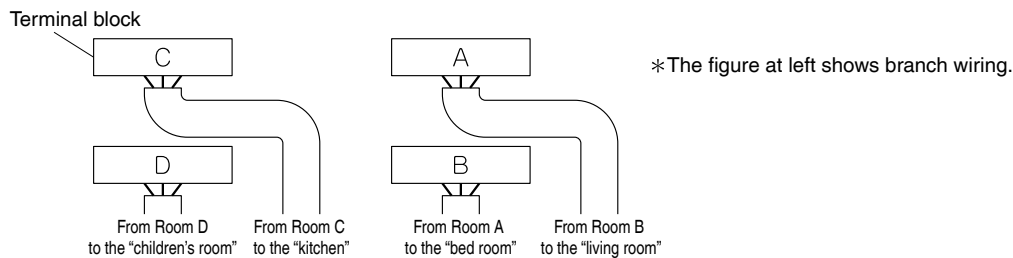 Terminal block
C
A
∗The figure at left shows branch wiring.
D
B
From Room D
to the “children’s room”
From Room C
to the “kitchen”
From Room A
to the “bed room”
From Room B
to the “living room”